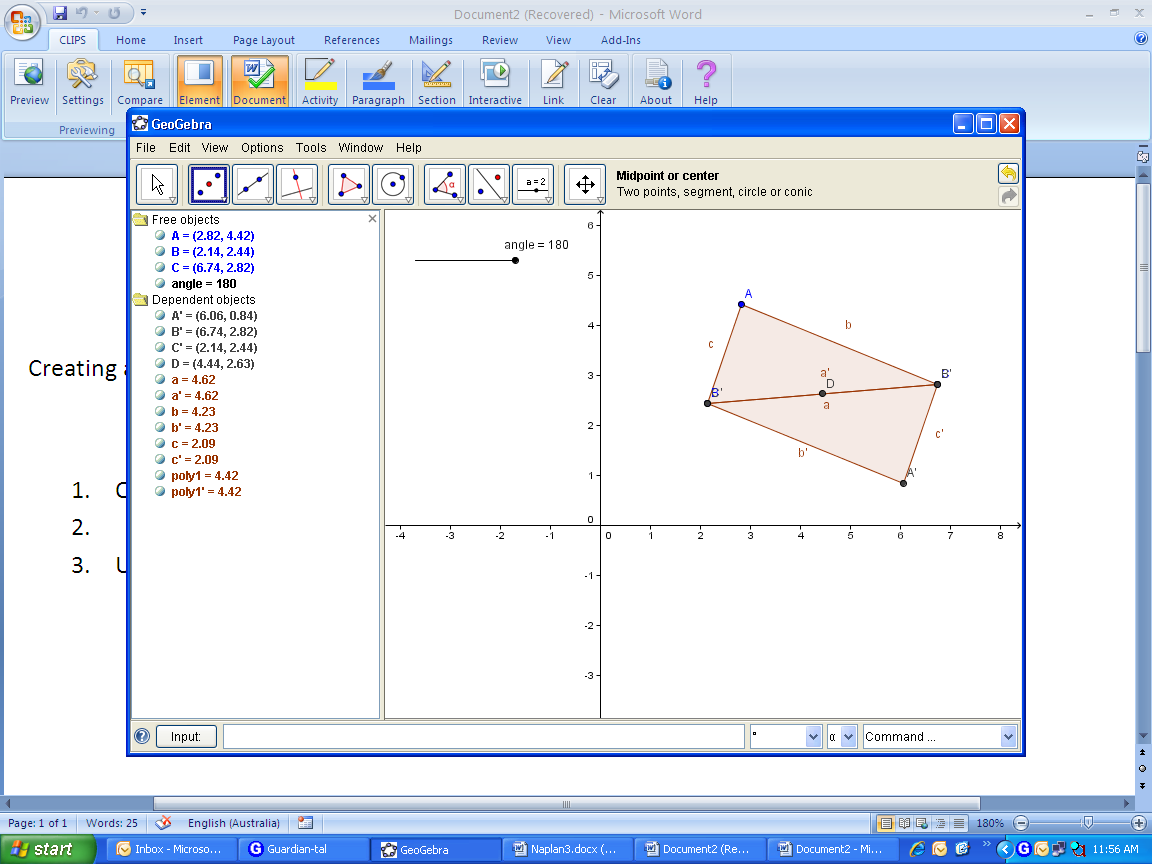 Document2 (Recovered) - Microsoft Word
CLIPS Home Insert Page Layout References Mailings Review View Add-Ins
Preview Settings Compare Element Document Activity Paragraph Section Interactive Link Clear About Help
Previewing
GeoGebra
File Edit View Options Tools Window Help
a = 2
α
Midpoint or center
Two points, segment, circle or conic
Free objects
A = (2.82, 4.42)
B = (2.14, 2.44)
C = (6.74, 2.82)
angle = 180
Dependent objects
A' = (6.06, 0.84)
B' = (6.74, 2.82)
C' = (2.14, 2.44)
D = (4.44, 2.63)
a = 4.62
a' = 4.62
b = 4.23
b' = 4.23
c = 2.09
c' = 2.09
poly1 = 4.42
poly1' = 4.42
angle = 180
6
5
4
3
2
1
0
-1
-2
-3
-4 -3 -2 -1 0 1 2 3 4 5 6 7 8
A
b
c
a'
D
B'
B'
a
c'
b'
A'
Input:
° α Command ...
Creating
1. C
2.
3. U
Page: 1 of 1 Words: 25 English (Australia) 180%
start Inbox - Microso... Guardian-tal GeoGebra Naplan3.docx (... Document2 (Re... Document2 - Mi... 11:56 AM